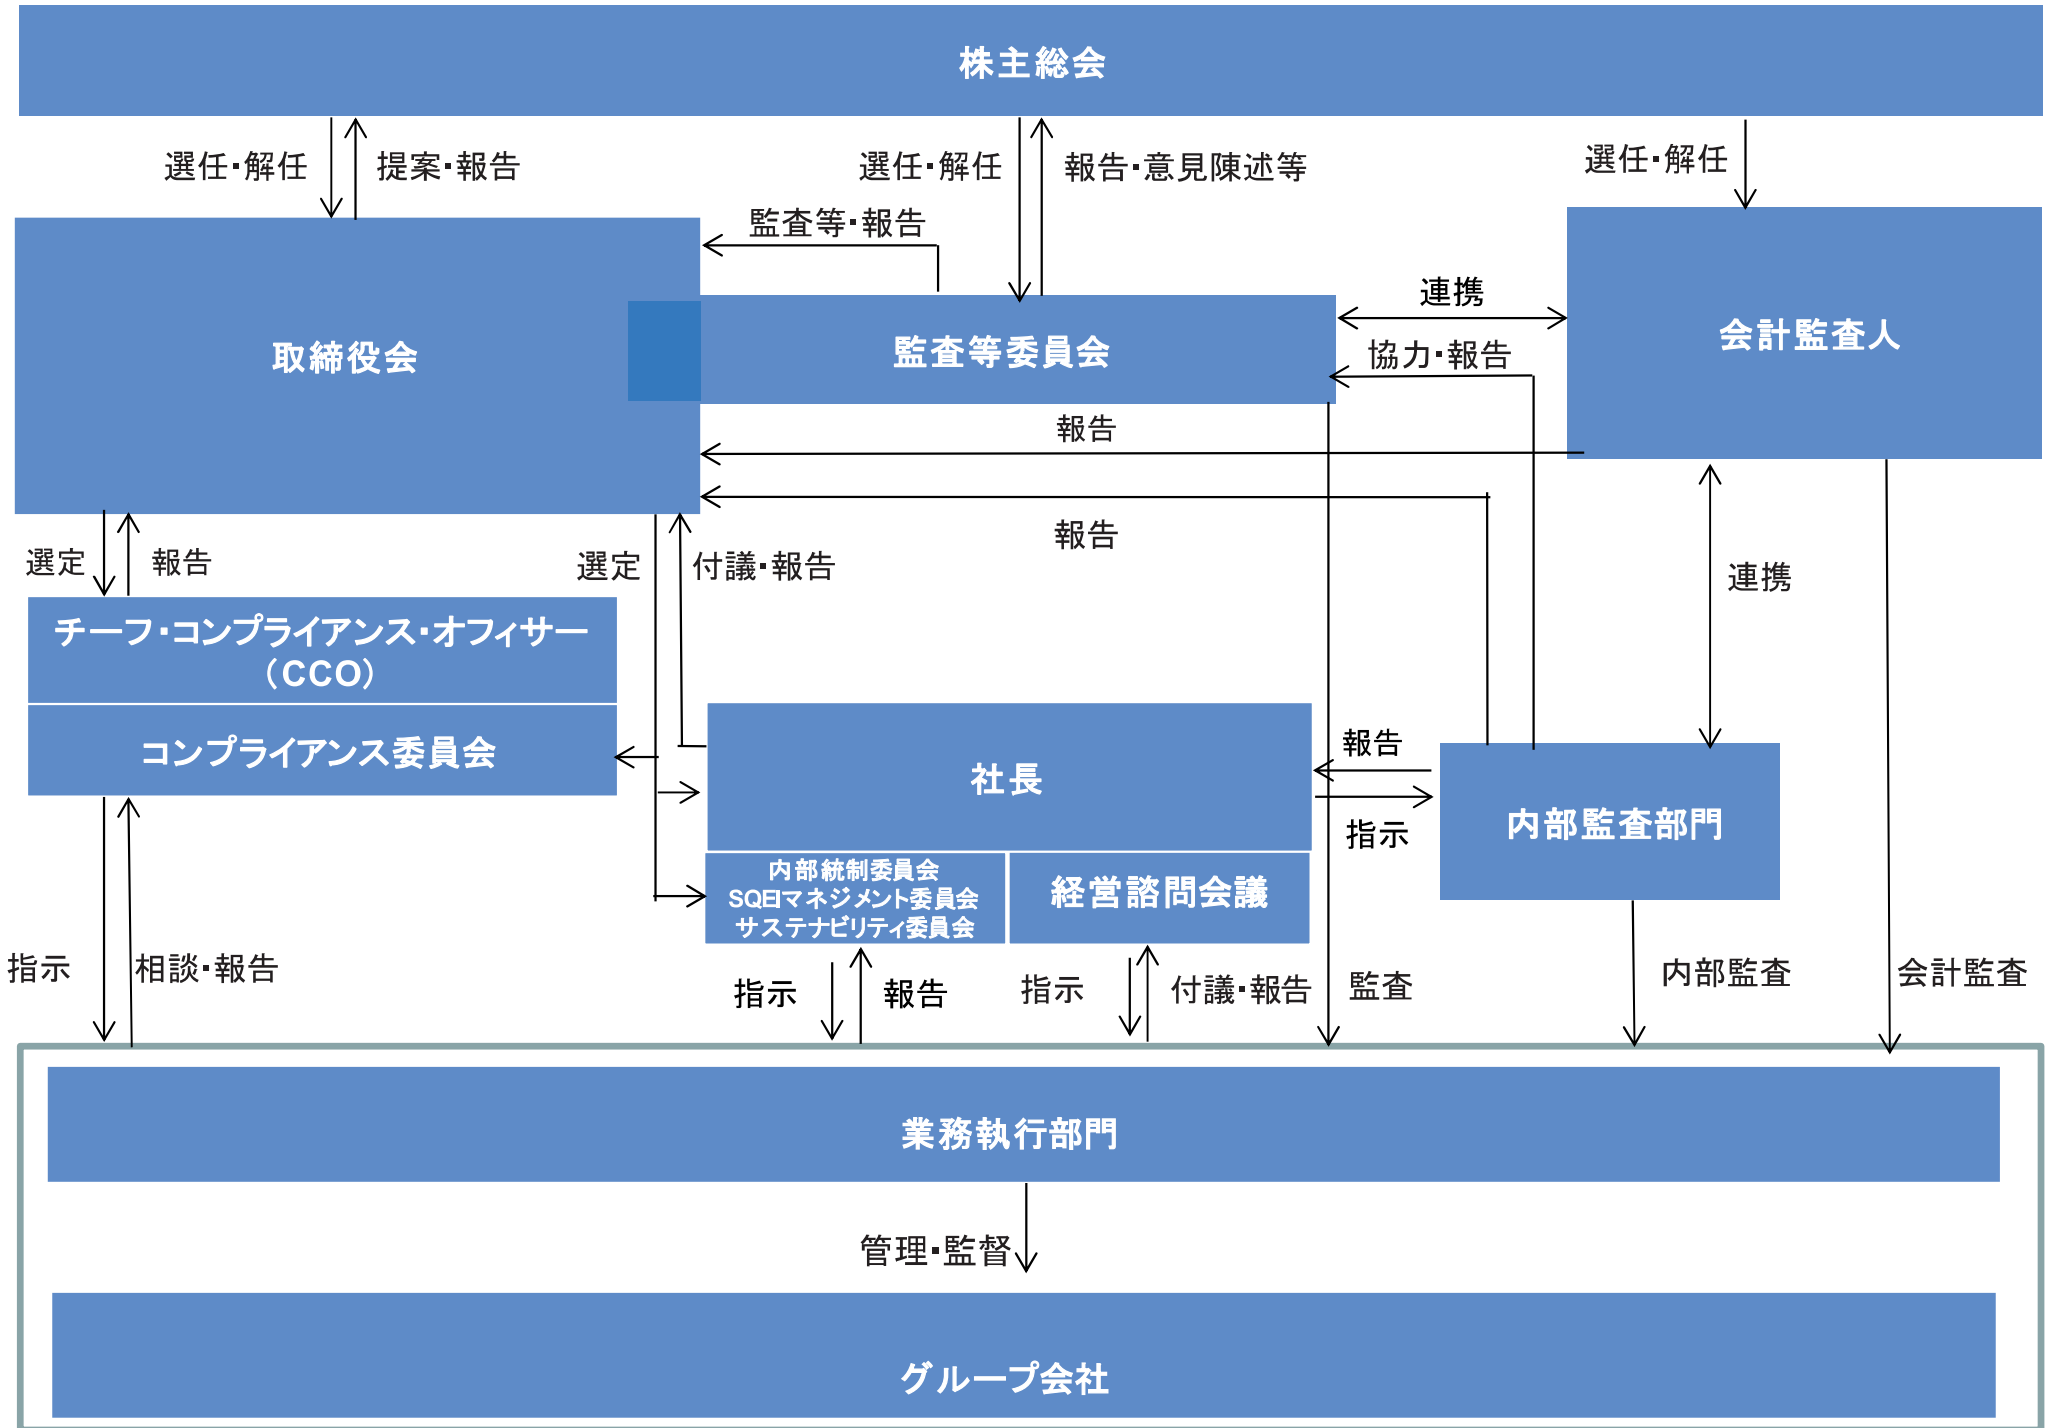 株主総会
選任・解任
提案・報告
選任・解任
報告・意見陳述等
選任・解任
監査等・報告
取締役会
監査等委員会
連携
会計監査人
協力・報告
報告
報告
選定
報告
選定
付議・報告
連携
チーフ・コンプライアンス・オフィサー
（CCO）
コンプライアンス委員会
社長
報告
指示
内部監査部門
内部統制委員会
SQEIマネジメント委員会
サステナビリティ委員会
経営諮問会議
指示
相談・報告
指示
報告
指示
付議・報告
監査
内部監査
会計監査
業務執行部門
管理・監督
グループ会社